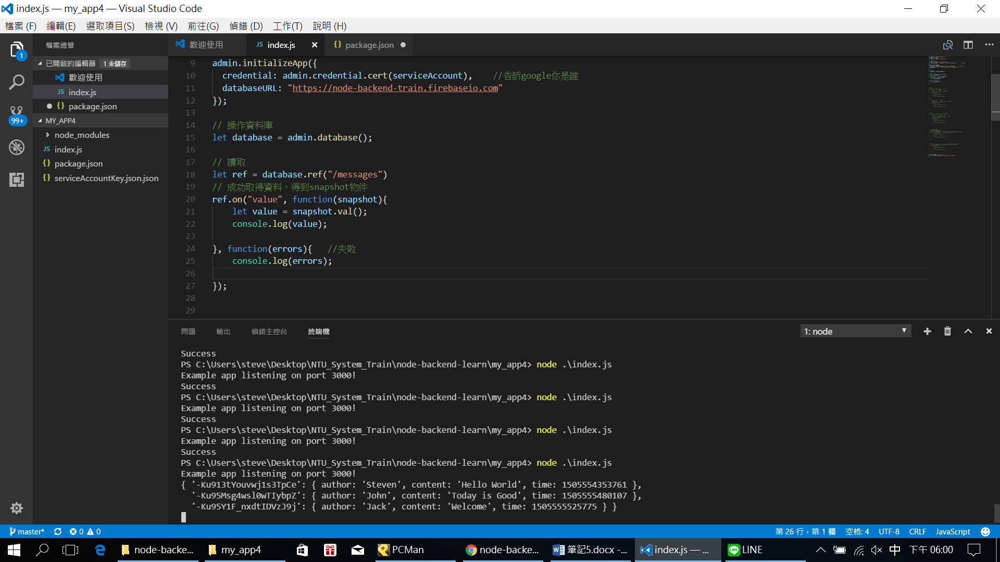 index.js — my_app4 — Visual Studio Code
檔案 (F) 編輯(E) 選取項目(S) 檢視 (V) 前往(G) 偵錯 (D) 工作(T) 說明 (H)
檔案總管
歡迎使用 JS index.js {} package.json
1
99+
已開啟的編輯器 1 未儲存
歡迎使用
JS index.js
{} package.json
MY_APP4
node_modules
JS index.js
{} package.json
{} serviceAccountKey.json.json
9 admin.initializeApp({
10 credential: admin.credential.cert(serviceAccount), //告訴google你是誰
11 databaseURL: "https://node-backend-train.firebaseio.com"
12 });
13
14 // 操作資料庫
15 let database = admin.database();
16
17 // 讀取
18 let ref = database.ref("/messages")
19 // 成功取得資料，得到snapshot物件
20 ref.on("value", function(snapshot){
21 let value = snapshot.val();
22 console.log(value);
23
24 }, function(errors){ //失敗
25 console.log(errors);
26
27 });
28
29
問題 輸出 偵錯主控台 終端機 1: node
Success
PS C:\Users\steve\Desktop\NTU_System_Train\node-backend-learn\my_app4> node .\index.js
Example app listening on port 3000!
Success
PS C:\Users\steve\Desktop\NTU_System_Train\node-backend-learn\my_app4> node .\index.js
Example app listening on port 3000!
Success
PS C:\Users\steve\Desktop\NTU_System_Train\node-backend-learn\my_app4> node .\index.js
Example app listening on port 3000!
Success
PS C:\Users\steve\Desktop\NTU_System_Train\node-backend-learn\my_app4> node .\index.js
Example app listening on port 3000!
{ '-Ku913tYouvwj1s3TpCe': { author: 'Steven', content: 'Hello World', time: 1505554353761 },
'-Ku95Msg4wsl0wTIybpZ': { author: 'John', content: 'Today is Good', time: 1505555480107 },
'-Ku95Y1F_nxdtIDVzJ9j': { author: 'Jack', content: 'Welcome', time: 1505555525775 } }
master* 0 0 第 26 行，第 1 欄 空格: 4 UTF-8 CRLF JavaScript
node-backe... my_app4 PCMan node-backe... 筆記5.docx -... index.js — ... LINE 中 下午 06:00